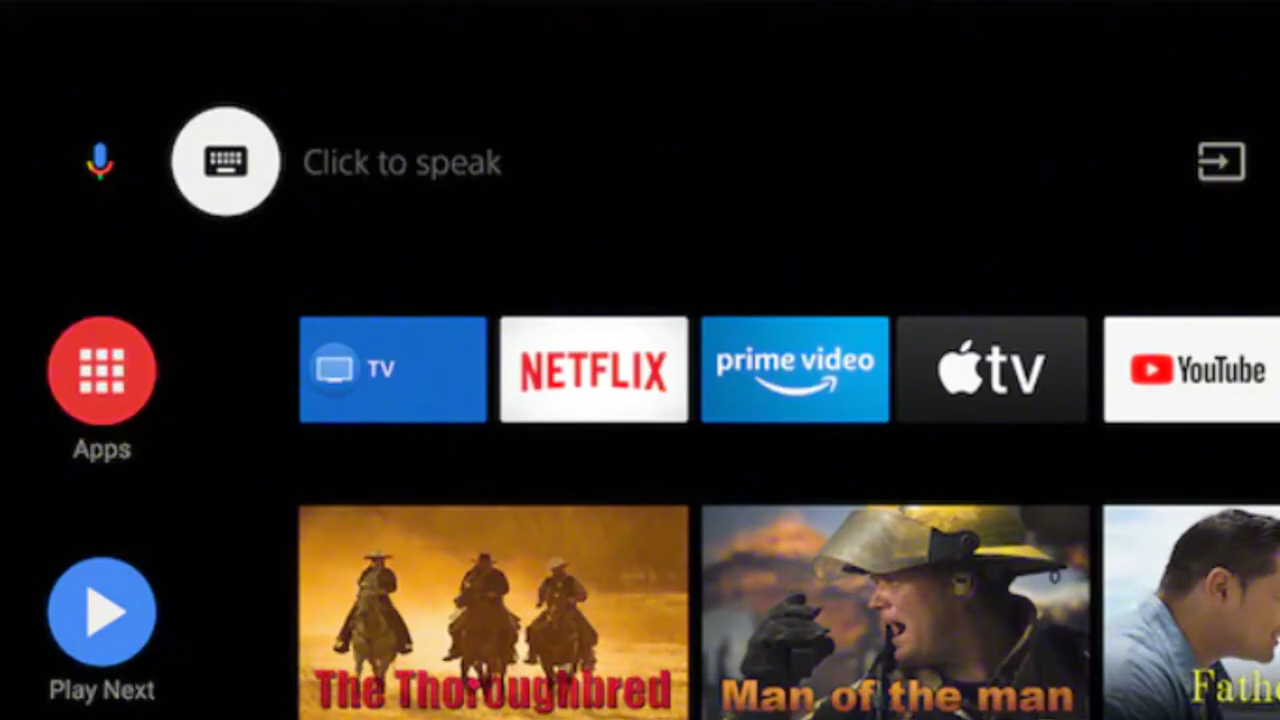 Click to speak
TV
NETFLIX
prime video
tv
YouTube
Apps
The Thoroughbred
Man of the man
Play Next